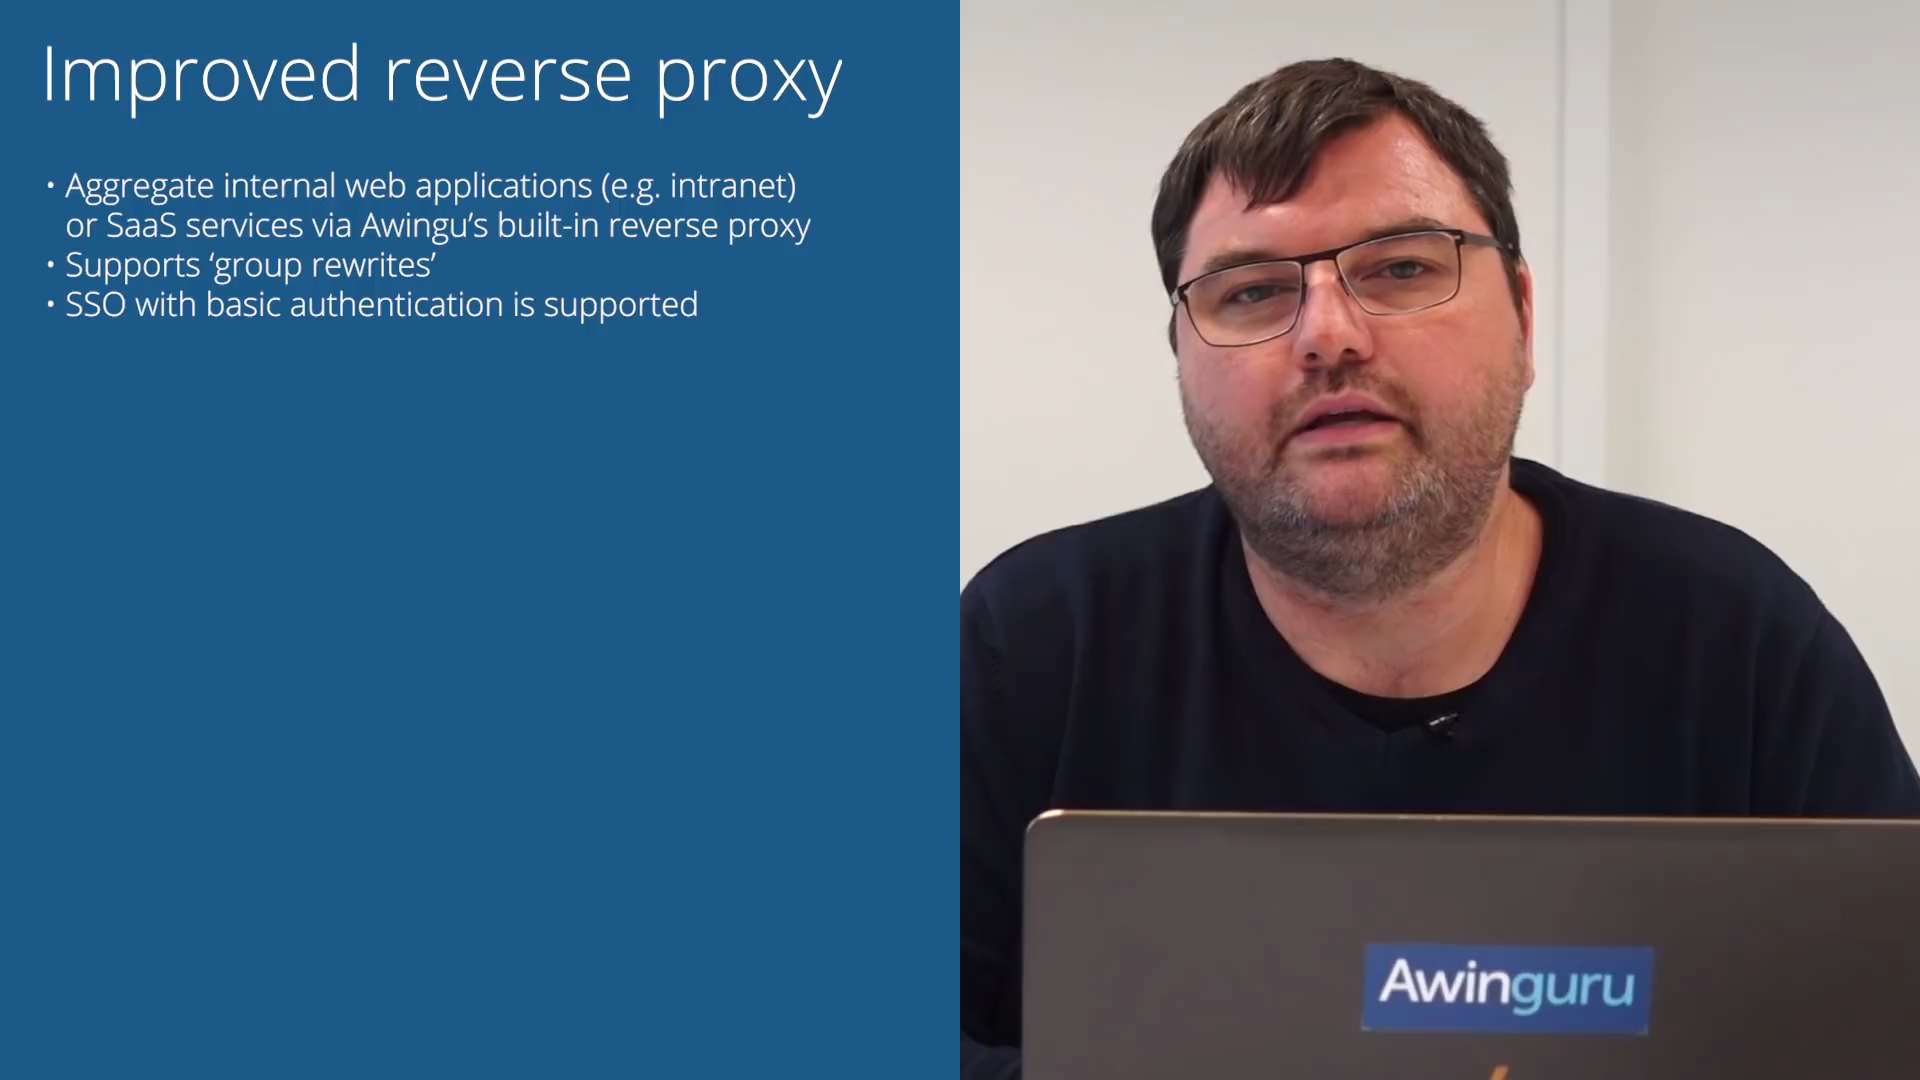 Improved reverse proxy
• Aggregate internal web applications (e.g. intranet)
or SaaS services via Awingu’s built-in reverse proxy
• Supports ‘group rewrites’
• SSO with basic authentication is supported
Awinguru